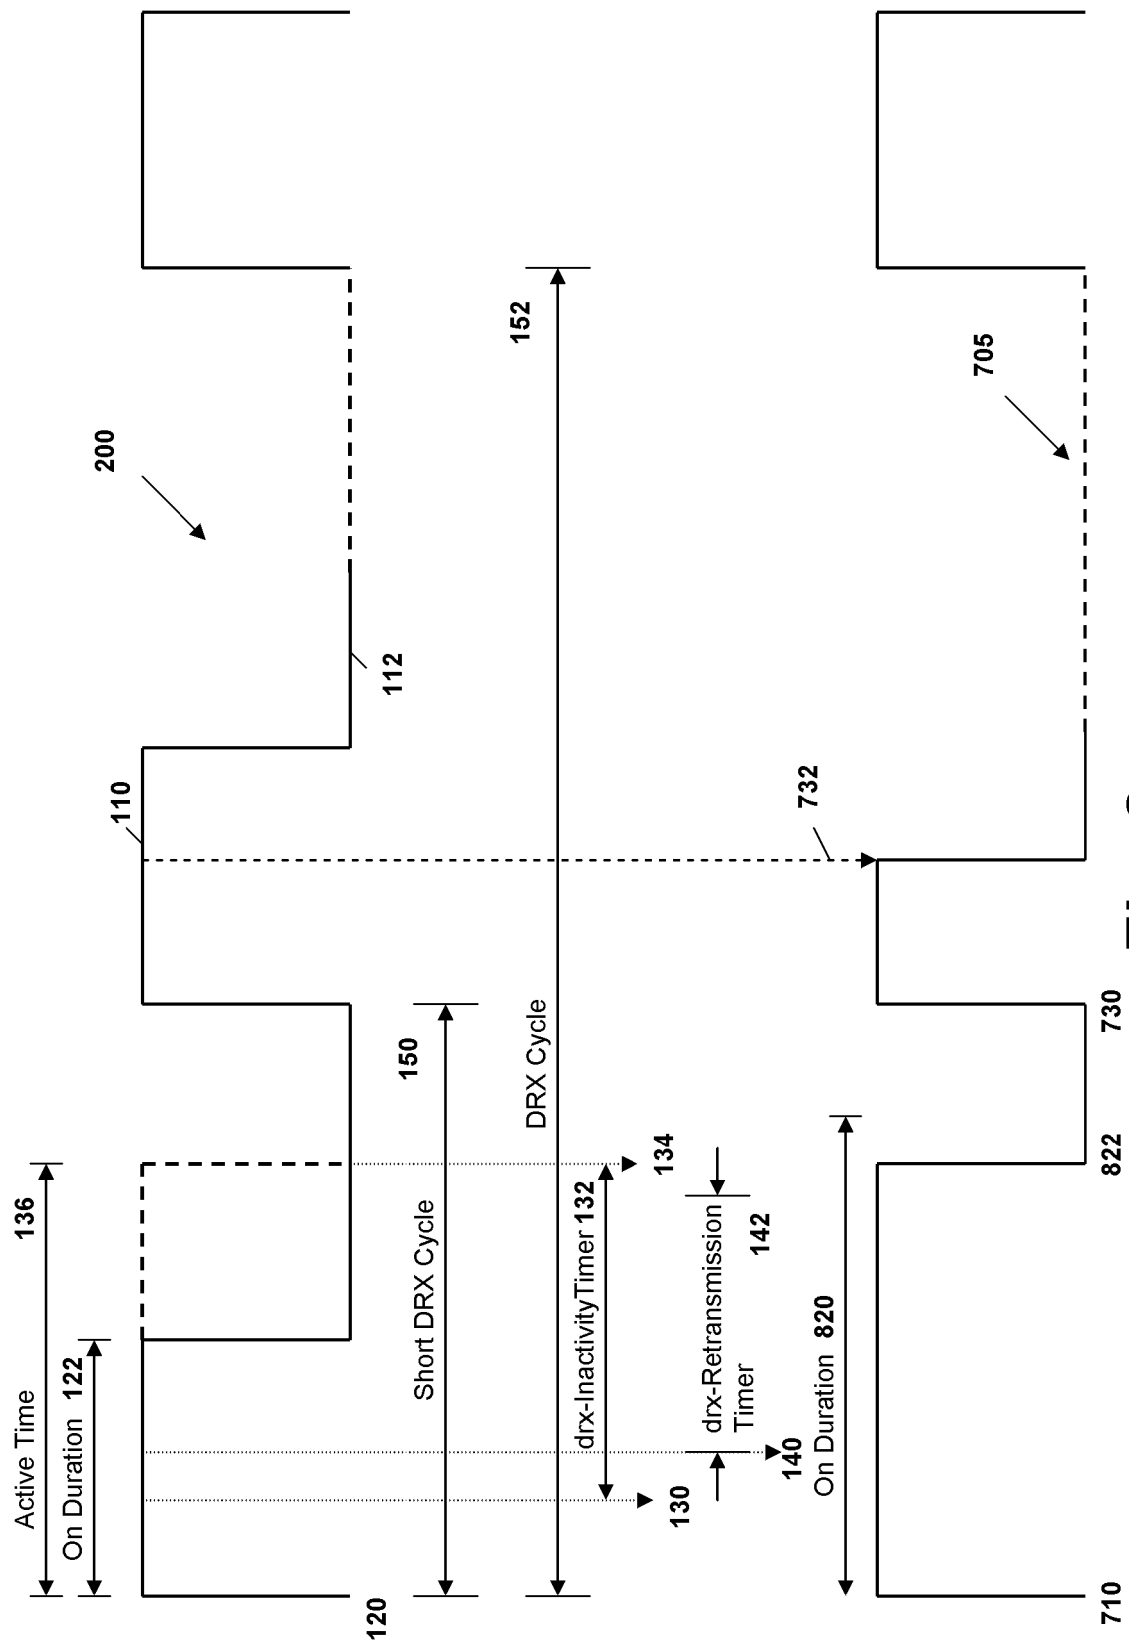 Active Time
136
On Duration 122
120
110
200
112
Short DRX Cycle
150
DRX Cycle
152
drx-InactivityTimer 132
130
134
drx-Retransmission
Timer
142
140
732
On Duration 820
705
710
822
730